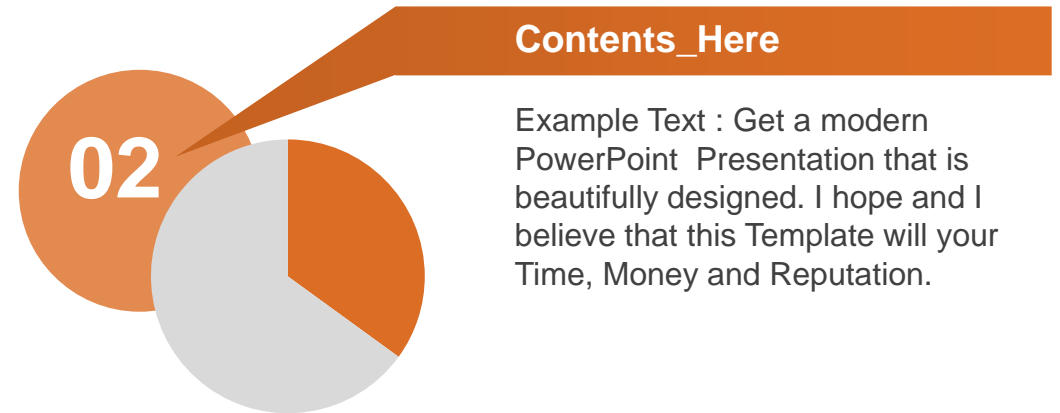 Contents_Here
02
Example Text : Get a modern
PowerPoint  Presentation that is
beautifully designed. I hope and I
believe that this Template will your
Time, Money and Reputation.